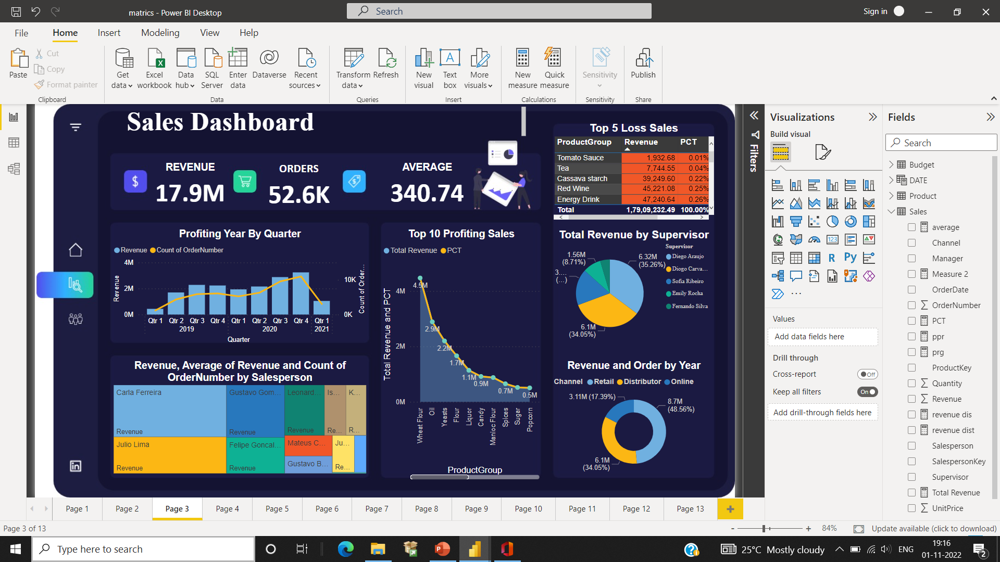 matrics - Power BI Desktop
Search
Sign in
File
Home
Insert
Modeling
View
Help
Paste
Cut
Copy
Format painter
Clipboard
Get data
Excel workbook
Data hub
SQL Server
Enter data
Dataverse
Recent sources
Data
Transform data
Refresh
Queries
New visual
Text box
More visuals
Insert
New measure
Quick measure
Calculations
Sensitivity
Sensitivity
Publish
Share
Sales Dashboard
REVENUE
17.9M
ORDERS
52.6K
AVERAGE
340.74
Top 5 Loss Sales
ProductGroup Revenue PCT
Tomato Sauce 1,932.68 0.01%
Tea 7,744.55 0.04%
Cassava starch 39,249.60 0.22%
Red Wine 45,221.08 0.25%
Energy Drink 47,240.64 0.26%
Total 1,79,09,232.49 100.00%
Profiting Year By Quarter
Revenue Count of OrderNumber
4M
2M
0M
Revenue
10K
0K
Count of Order...
Qtr 1 Qtr 2 Qtr 3 Qtr 4 Qtr 1 Qtr 2 Qtr 3 Qtr 4 Qtr 1
2019 2020 2021
Quarter
Top 10 Profiting Sales
Total Revenue PCT
Total Revenue and PCT
4M
2M
0M
4.5M
2.9M
2.2M
1.7M
1.1M
0.9M
0.7M
0.5M
Wheat Flour
Oil
Yeasts
Flour
Liquor
Candy
Manioc Flour
Spices
Sugar
Popcorn
ProductGroup
Total Revenue by Supervisor
Supervisor
Diego Araujo
Diogo Carva...
Sofia Ribeiro
Emily Rocha
Fernando Silva
1.56M
(8.71%)
6.32M
(35.26%)
3....
(...)
6.1M
(34.05%)
Revenue, Average of Revenue and Count of
OrderNumber by Salesperson
Carla Ferreira
Revenue
Julio Lima
Revenue
Gustavo Gom...
Revenue
Felipe Goncal...
Revenue
Leonard...
Revenue
Is...
Re...
K...
R...
Mateus C...
Gustavo B...
Ju...
Re...
Revenue and Order by Year
Channel Retail Distributor Online
3.11M (17.39%)
8.7M
(48.56%)
6.1M
(34.05%)
Filters
Visualizations
Build visual
123
R
Py
Values
Add data fields here
Drill through
Cross-report
Off
Keep all filters
On
Add drill-through fields here
Fields
Search
Budget
DATE
Product
Sales
average
Channel
Manager
Measure 2
OrderDate
OrderNumber
PCT
ppr
prg
ProductKey
Quantity
Revenue
revenue dis
revenue dist
Salesperson
SalespersonKey
Supervisor
Total Revenue
UnitPrice
Page 1
Page 2
Page 3
Page 4
Page 5
Page 6
Page 7
Page 8
Page 9
Page 10
Page 11
Page 12
Page 13
Page 3 of 13
84%
Update available (click to download)
Type here to search
25°C Mostly cloudy
ENG
19:16
01-11-2022
2